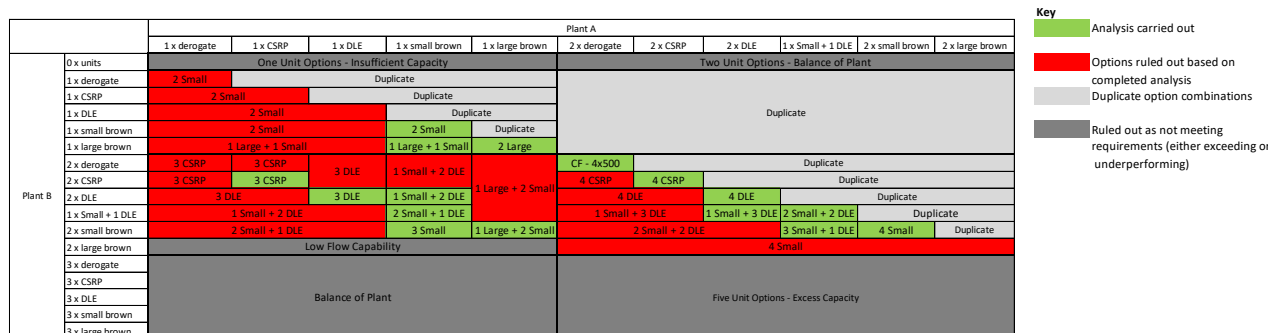 Key
Plant A
Analysis carried out
1 x derogate 1 x CSRP 1 x DLE 1 x small brown 1 x large brown 2 x derogate 2 x CSRP 2 x DLE 1 x Small + 1 DLE 2 x small brown 2 x large brown
Plant B
0 x units One Unit Options - Insufficient Capacity Two Unit Options - Balance of Plant
Options ruled out based on
completed analysis
1 x derogate 2 Small Duplicate
1 x CSRP 2 Small Duplicate
Duplicate option combinations
1 x DLE 2 Small Duplicate Duplicate
1 x small brown 2 Small 2 Small Duplicate
Ruled out as not meeting
requirements (either exceeding or
underperforming)
1 x large brown 1 Large + 1 Small 1 Large + 1 Small 2 Large
2 x derogate 3 CSRP 3 CSRP 3 DLE 1 Small + 2 DLE 1 Large + 2 Small CF - 4x500 Duplicate
2 x CSRP 3 CSRP 3 CSRP 4 CSRP 4 CSRP Duplicate
2 x DLE 3 DLE 3 DLE 1 Small + 2 DLE 4 DLE 4 DLE Duplicate
1 x Small + 1 DLE 1 Small + 2 DLE 2 Small + 1 DLE 1 Small + 3 DLE 1 Small + 3 DLE 2 Small + 2 DLE Duplicate
2 x small brown 2 Small + 1 DLE 3 Small 1 Large + 2 Small 2 Small + 2 DLE 3 Small + 1 DLE 4 Small Duplicate
2 x large brown Low Flow Capability 4 Small
3 x derogate
3 x CSRP
3 x DLE Balance of Plant Five Unit Options - Excess Capacity
3 x small brown
3 x large brown